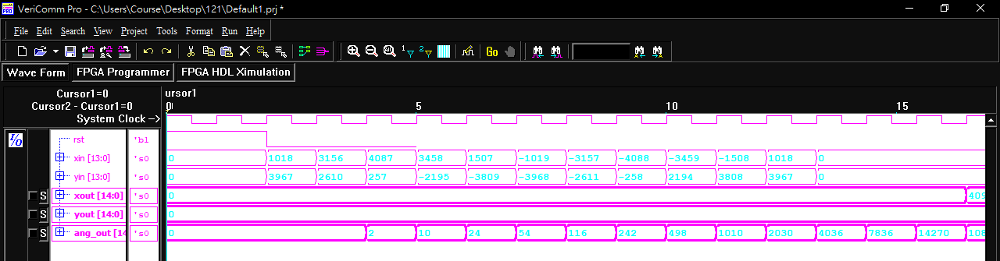 VeriComm Pro - C:\Users\Course\Desktop\121\Default1.prj *
File Edit Search View Project Tools Format Run Help
Go
Wave Form FPGA Programmer FPGA HDL Ximulation
Cursor1=0 ursor1
Cursor2 - Cursor1=0 0 5 10 15
System Clock ->
I/O rst 'b1
xin [13:0] 's0 0 1018 3156 4087 3458 1507 -1019 -3157 -4088 -3459 -1508 1018 0
yin [13:0] 's0 0 3967 2610 257 -2195 -3809 -3968 -2611 -258 2194 3808 3967 0
S xout [14:0] 's0 0 409
S yout [14:0] 's0 0
S ang_out [14 's0 0 2 10 24 54 116 242 498 1010 2030 4036 7836 14270 108